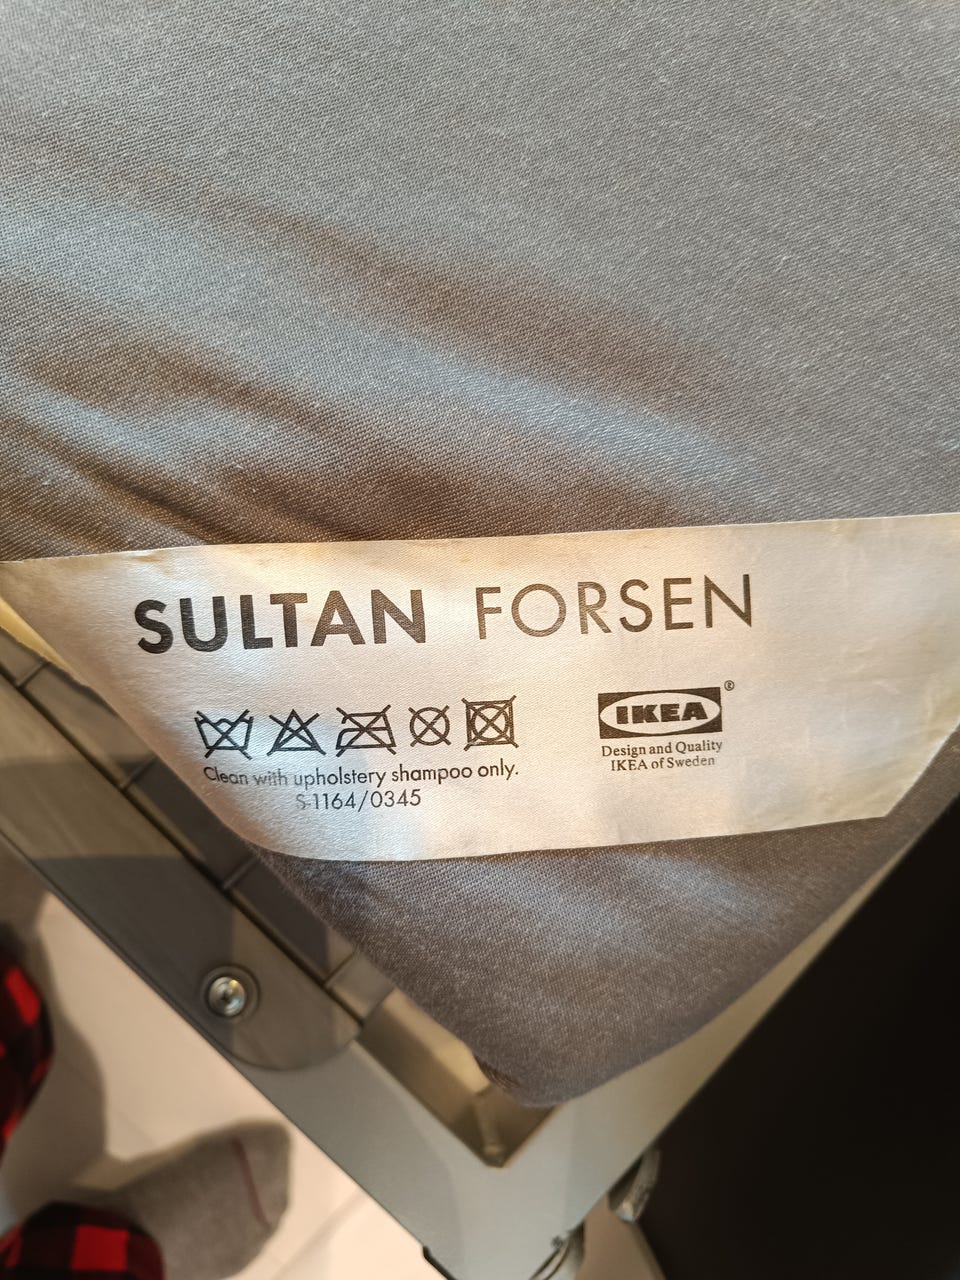 SULTAN FORSEN
Clean with upholstery shampoo only.
S-1164/0345
IKEA®
Design and Quality
IKEA of Sweden